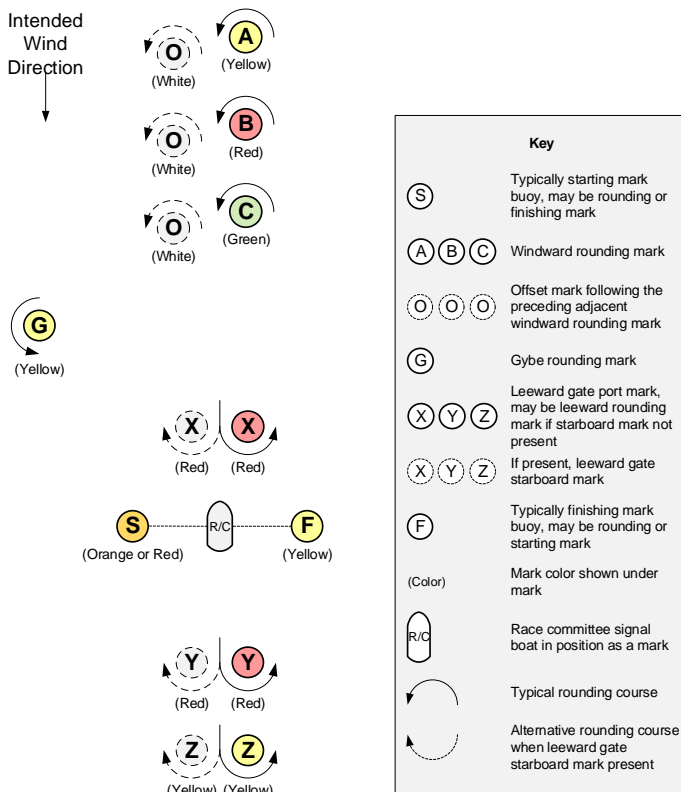 Intended
Wind
Direction
O
(White)
A
(Yellow)
O
(White)
B
(Red)
O
(White)
C
(Green)
G
(Yellow)
X
(Red)
X
(Red)
S
(Orange or Red)
R/C
F
(Yellow)
Y
(Red)
Y
(Red)
Z
(Yellow)
Z
(Yellow)
Key
S
Typically starting mark
buoy, may be rounding or
finishing mark
A B C
Windward rounding mark
O O O
Offset mark following the
preceding adjacent
windward rounding mark
G
Gybe rounding mark
X Y Z
Leeward gate port mark,
may be leeward rounding
mark if starboard mark not
present
X Y Z
If present, leeward gate
starboard mark
F
Typically finishing mark
buoy, may be rounding or
starting mark
(Color)
Mark color shown under
mark
R/C
Race committee signal
boat in position as a mark
Typical rounding course
Alternative rounding course
when leeward gate
starboard mark present